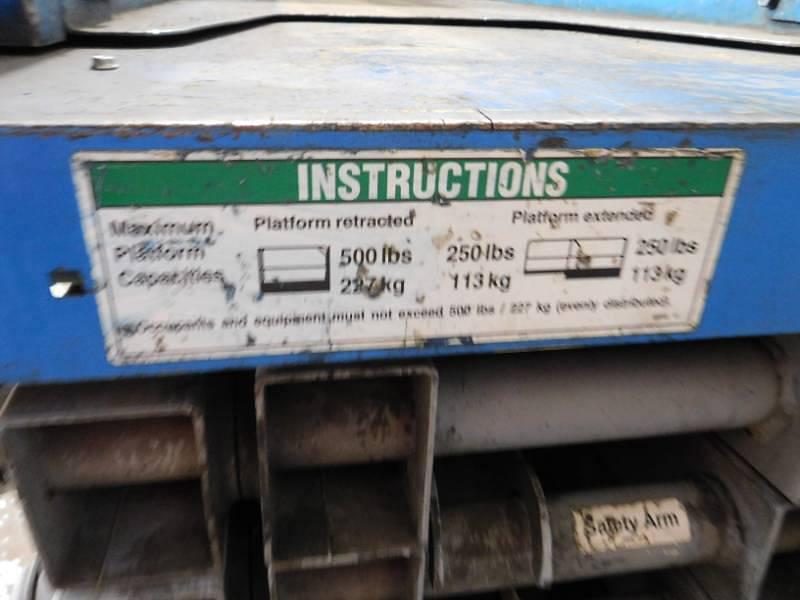 INSTRUCTIONS
Maximum Platform retracted Platform extended
Platform 500 lbs 250 lbs 250 lbs
Capacities 227 kg 113 kg 113 kg
Occupants and equipment must not exceed 500 lbs / 227 kg (evenly distributed).
Safety Arm